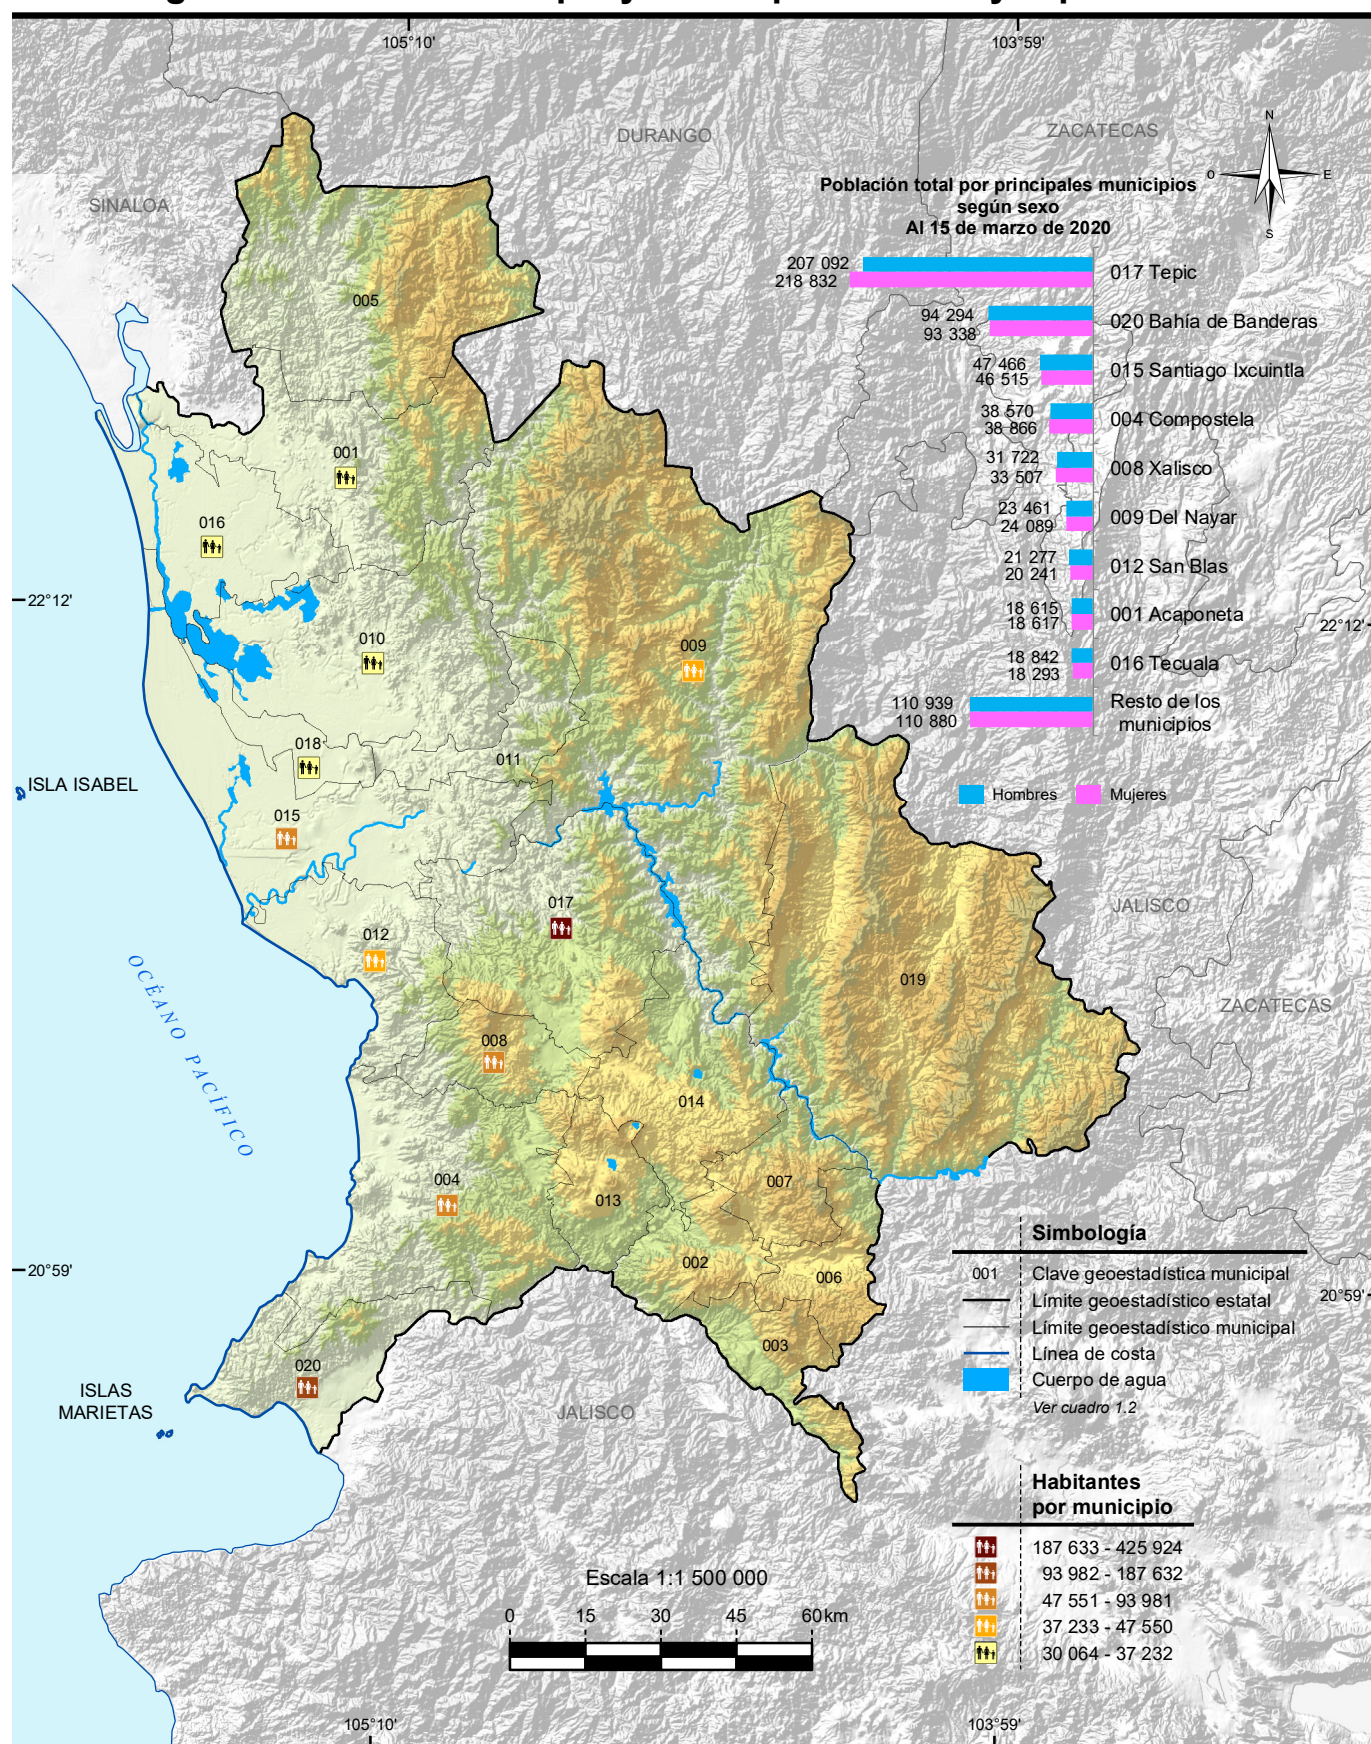 105°10'
103°59'
DURANGO
ZACATECAS
SINALOA
N
O
E
S
Población total por principales municipios
según sexo
Al 15 de marzo de 2020
207 092
218 832
017 Tepic
94 294
93 338
020 Bahía de Banderas
47 466
46 515
015 Santiago Ixcuintla
38 570
38 866
004 Compostela
31 722
33 507
008 Xalisco
23 461
24 089
009 Del Nayar
21 277
20 241
012 San Blas
18 615
18 617
001 Acaponeta
18 842
18 293
016 Tecuala
110 939
110 880
Resto de los
municipios
Hombres
Mujeres
005
001
016
22°12'
22°12'
010
009
018
011
ISLA ISABEL
015
017
JALISCO
012
019
OCÉANO PACÍFICO
ZACATECAS
008
014
004
007
013
002
006
20°59'
20°59'
003
020
ISLAS
MARIETAS
JALISCO
Simbología
001 Clave geoestadística municipal
Límite geoestadístico estatal
Límite geoestadístico municipal
Línea de costa
Cuerpo de agua
Ver cuadro 1.2
Habitantes
por municipio
187 633 - 425 924
93 982 - 187 632
47 551 - 93 981
37 233 - 47 550
30 064 - 37 232
Escala 1:1 500 000
0 15 30 45 60 km
105°10'
103°59'